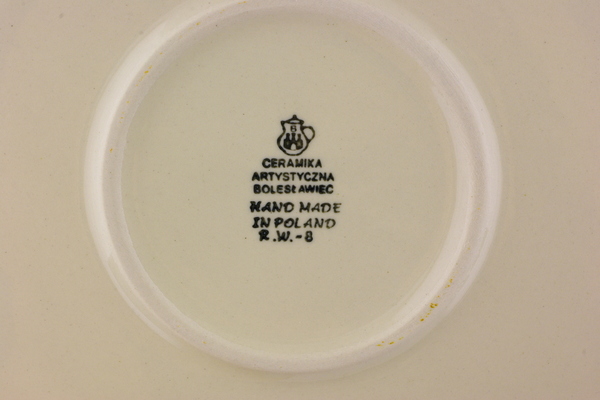 B
CERAMIKA
ARTYSTYCZNA
BOLESŁAWIEC
HAND MADE
IN POLAND
R.W.-8